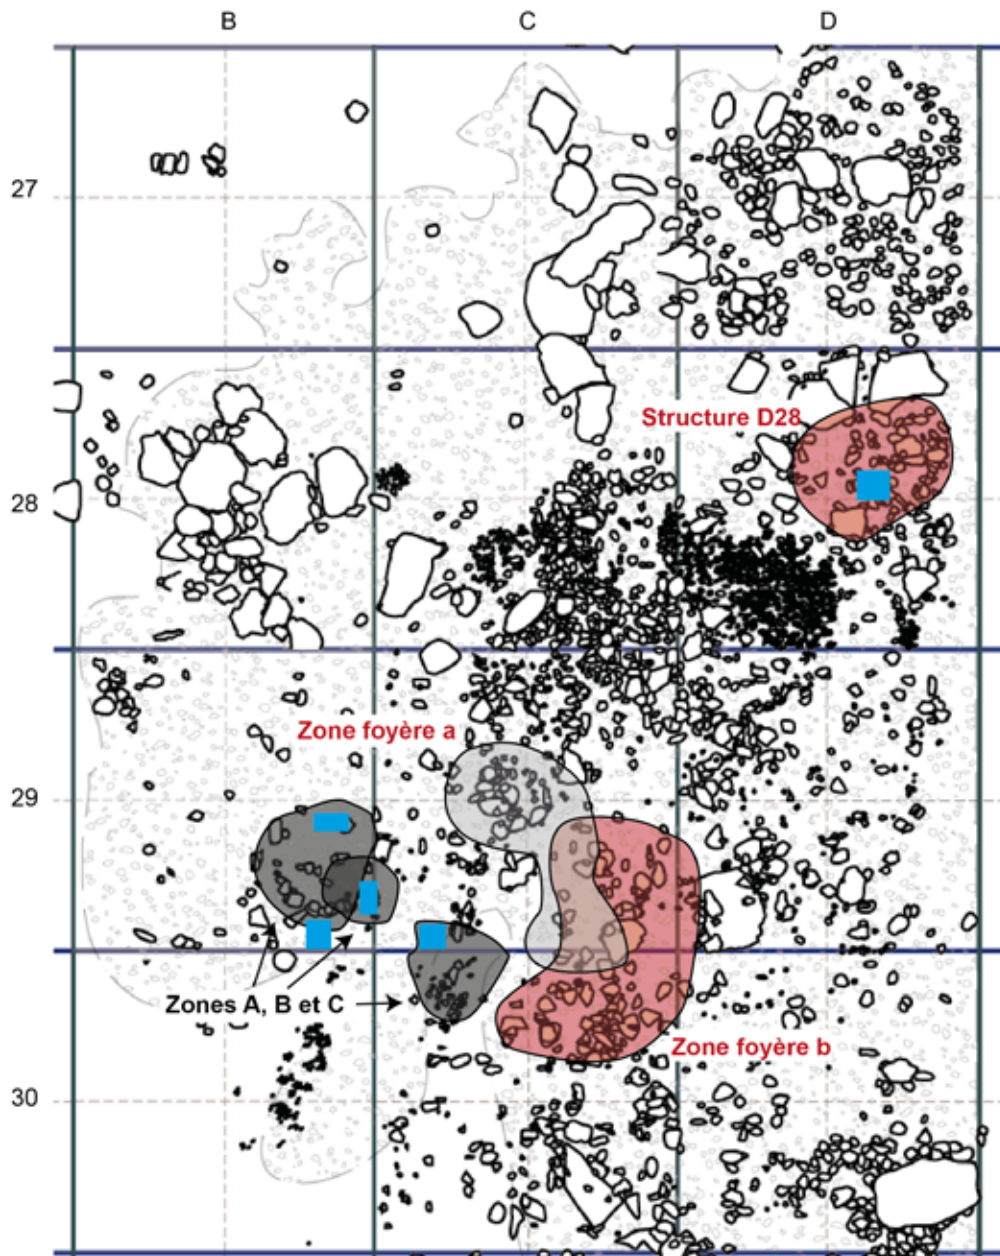 B C D
27
Structure D28
28
Zone foyère a
29
Zones A, B et C
Zone foyère b
30